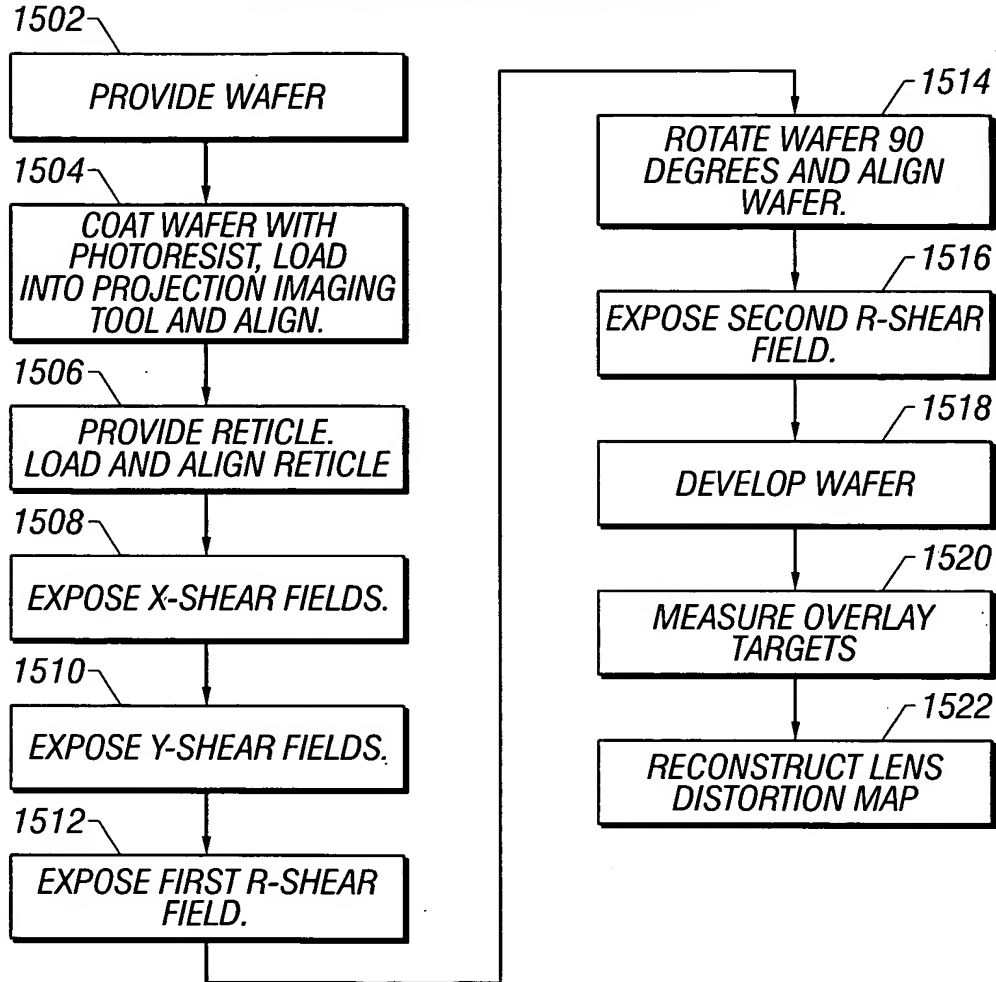 1502
PROVIDE WAFER
1504
COAT WAFER WITH
PHOTORESIST, LOAD
INTO PROJECTION IMAGING
TOOL AND ALIGN.
1506
PROVIDE RETICLE.
LOAD AND ALIGN RETICLE
1508
EXPOSE X-SHEAR FIELDS.
1510
EXPOSE Y-SHEAR FIELDS.
1512
EXPOSE FIRST R-SHEAR
FIELD.
1514
ROTATE WAFER 90
DEGREES AND ALIGN
WAFER.
1516
EXPOSE SECOND R-SHEAR
FIELD.
1518
DEVELOP WAFER
1520
MEASURE OVERLAY
TARGETS
1522
RECONSTRUCT LENS
DISTORTION MAP